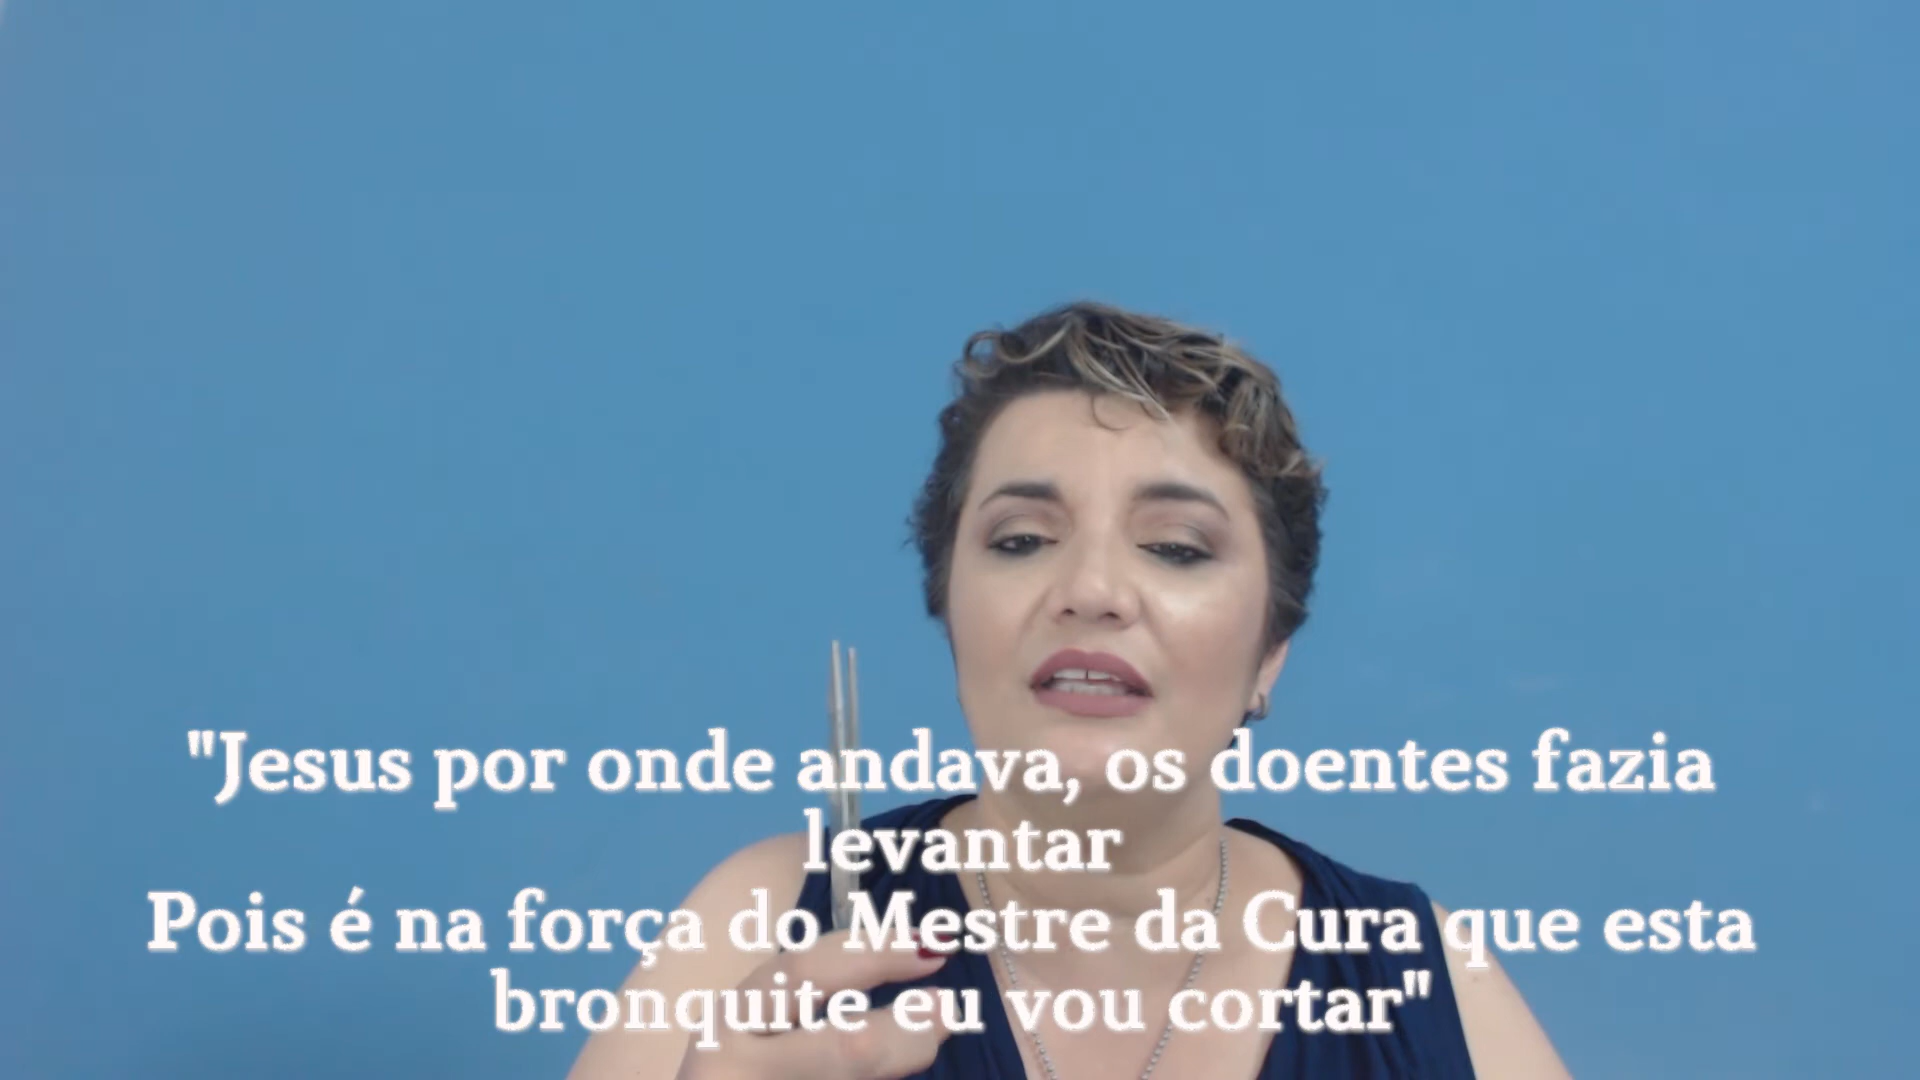 "Jesus por onde andava, os doentes fazia
levantar
Pois é na força do Mestre da Cura que esta
bronquite eu vou cortar"